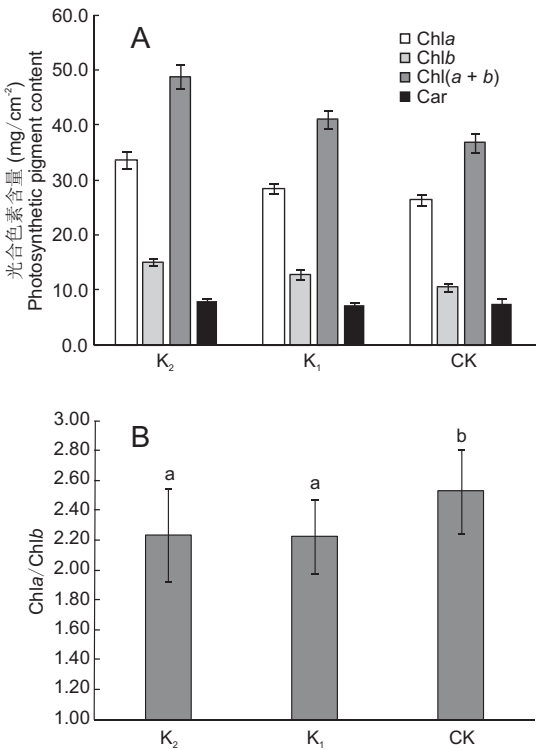 A
60.0
50.0
40.0
30.0
20.0
10.0
0.0
光合色素含量 (mg/cm⁻²)
Photosynthetic pigment content
Chla
Chlb
Chl(a + b)
Car
K₂
K₁
CK
B
3.00
2.80
2.60
2.40
2.20
2.00
1.80
1.60
1.40
1.20
1.00
Chla/Chlb
a
a
b
K₂
K₁
CK